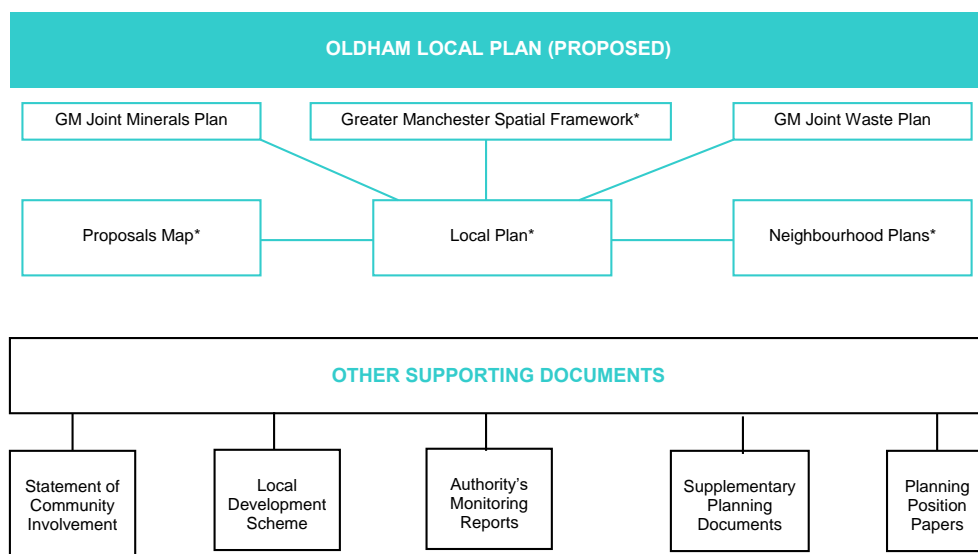 OLDHAM LOCAL PLAN (PROPOSED)
GM Joint Minerals Plan
Greater Manchester Spatial Framework*
GM Joint Waste Plan
Proposals Map*
Local Plan*
Neighbourhood Plans*
OTHER SUPPORTING DOCUMENTS
Statement of
Community
Involvement
Local
Development
Scheme
Authority’s
Monitoring
Reports
Supplementary
Planning
Documents
Planning
Position
Papers